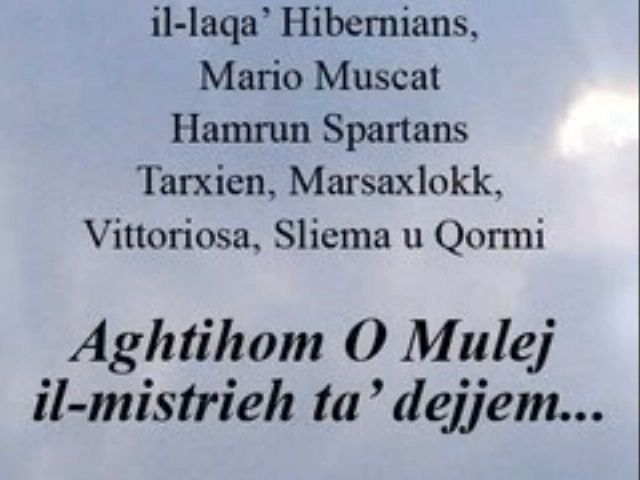 il-laqa’ Hibernians,
Mario Muscat
Hamrun Spartans
Tarxien, Marsaxlokk,
Vittoriosa, Sliema u Qormi
Aghtihom O Mulej
il-mistrieh ta’ dejjem...